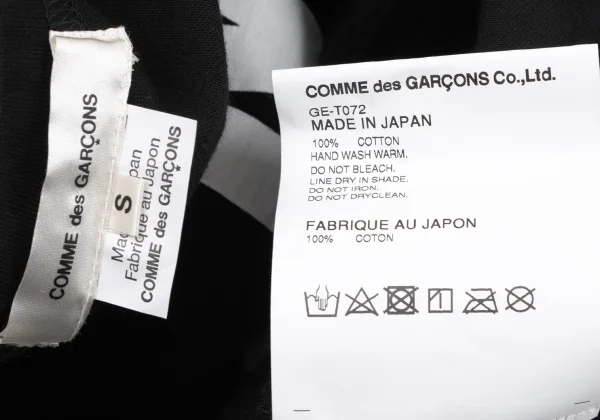 COMME des GARÇONS
S
Made in Japan
Fabriqué au Japon
COMME des GARÇONS
COMME des GARÇONS Co.,Ltd.
GE-T072
MADE IN JAPAN
100% COTTON
HAND WASH WARM.
DO NOT BLEACH.
LINE DRY IN SHADE.
DO NOT IRON.
DO NOT DRYCLEAN.
FABRIQUE AU JAPON
100% COTON